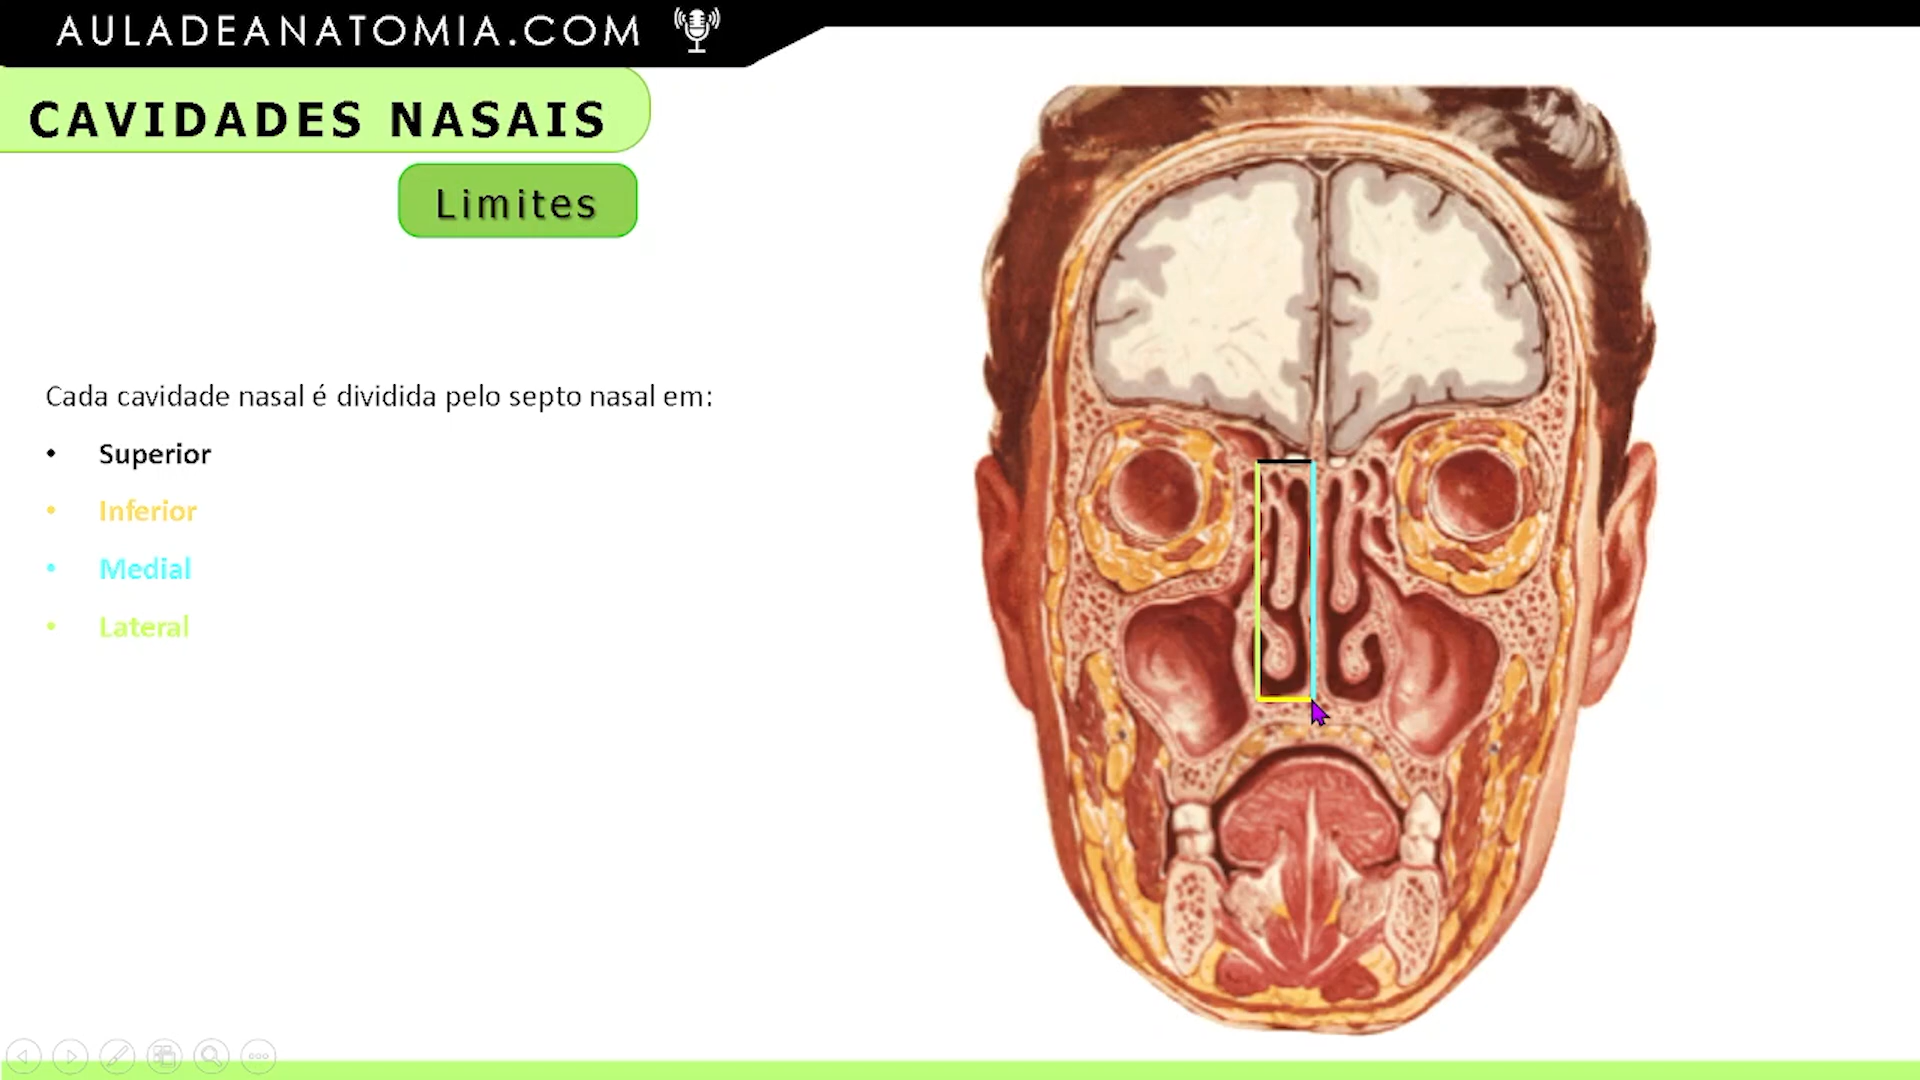 AULADEANATOMIA.COM
CAVIDADES NASAIS
Limites
Cada cavidade nasal é dividida pelo septo nasal em:
• Superior
• Inferior
• Medial
• Lateral